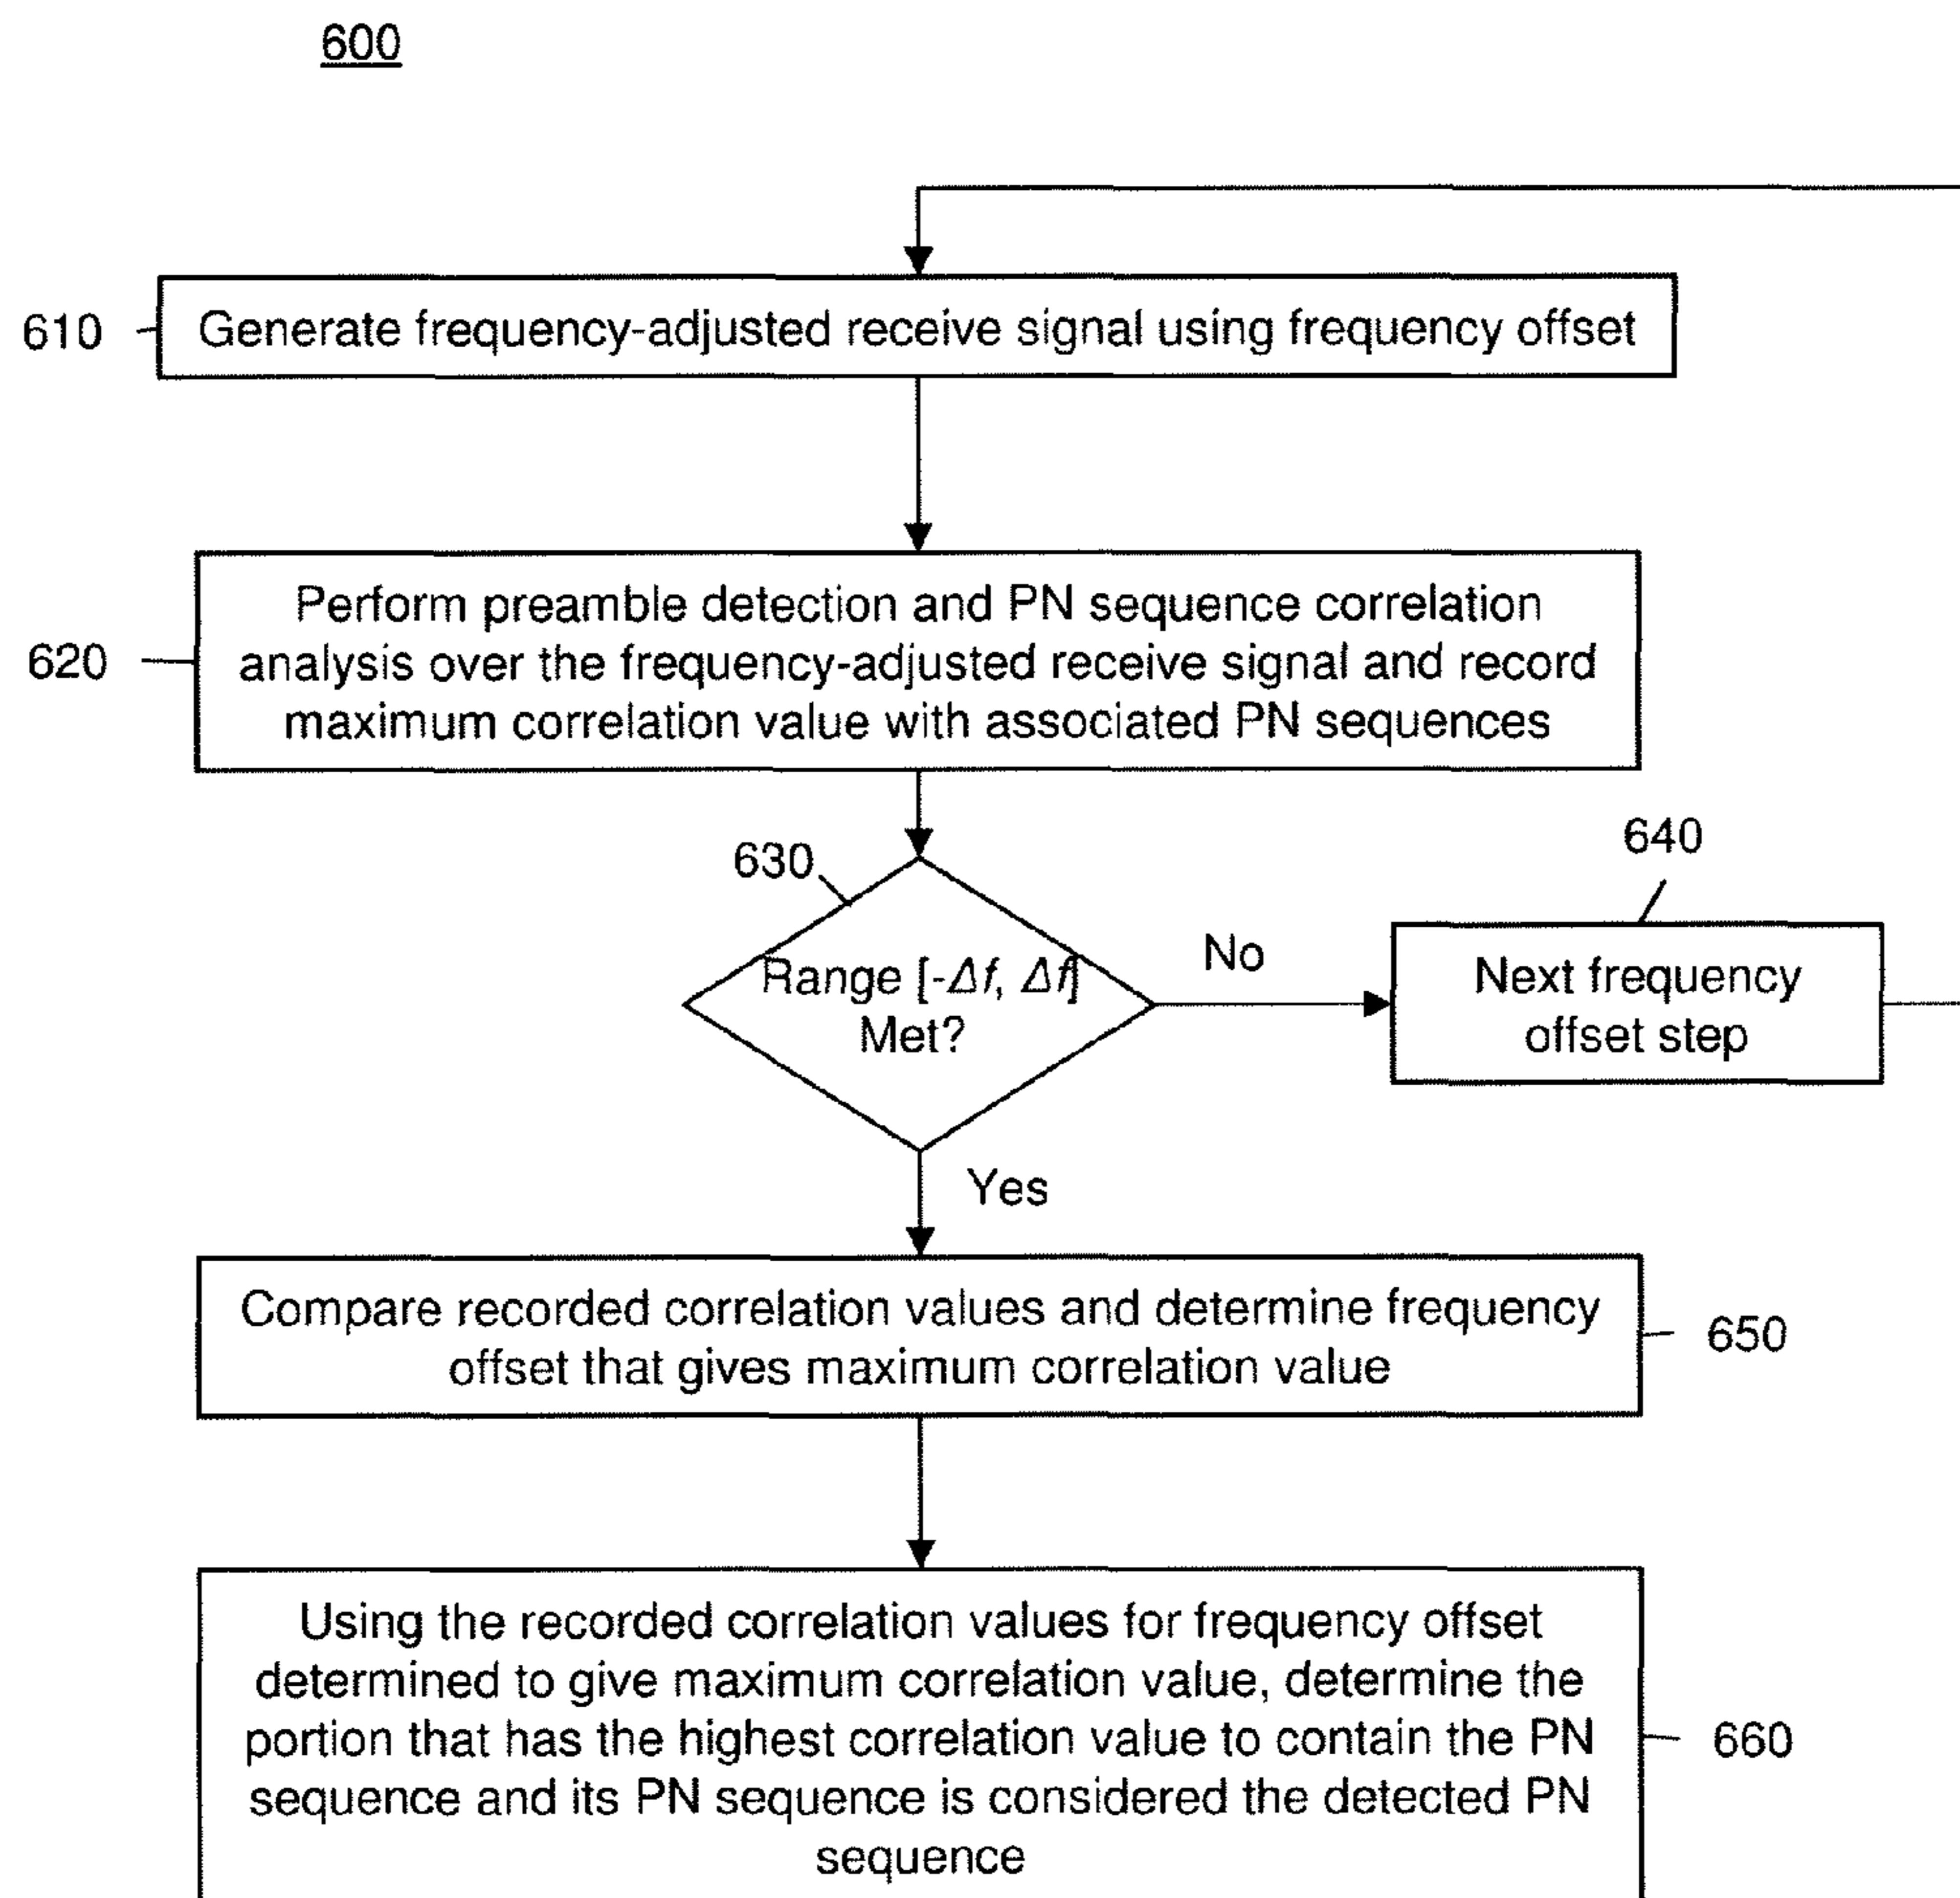 600
610
Generate frequency-adjusted receive signal using frequency offset
620
Perform preamble detection and PN sequence correlation
analysis over the frequency-adjusted receive signal and record
maximum correlation value with associated PN sequences
630
640
Range [-Δf, Δf]
Met?
No
Next frequency
offset step
Yes
Compare recorded correlation values and determine frequency
offset that gives maximum correlation value
650
Using the recorded correlation values for frequency offset
determined to give maximum correlation value, determine the
portion that has the highest correlation value to contain the PN
sequence and its PN sequence is considered the detected PN
sequence
660